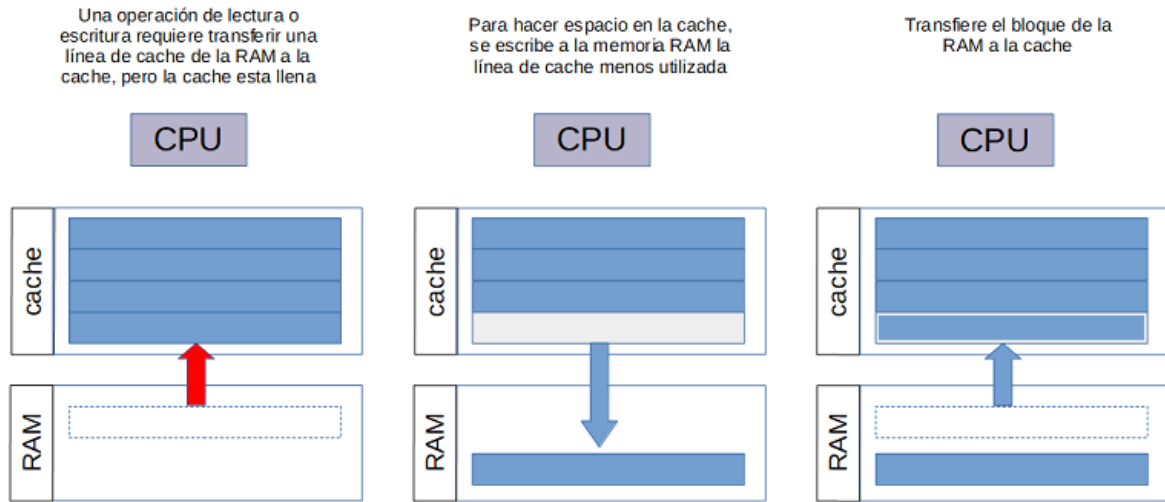 Una operación de lectura o
escritura requiere transferir una
línea de cache de la RAM a la
cache, pero la cache esta llena
CPU
cache
RAM
Para hacer espacio en la cache,
se escribe a la memoria RAM la
línea de cache menos utilizada
CPU
cache
RAM
Transfiere el bloque de la
RAM a la cache
CPU
cache
RAM